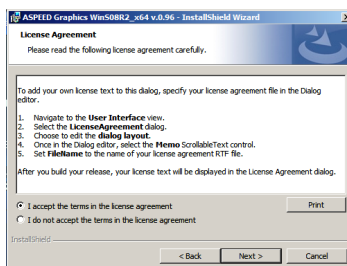 ASPEED Graphics WinS08R2_x64 v.0.96 - InstallShield Wizard
License Agreement
Please read the following license agreement carefully.
To add your own license text to this dialog, specify your license agreement file in the Dialog
editor.
1. Navigate to the User Interface view.
2. Select the LicenseAgreement dialog.
3. Choose to edit the dialog layout.
4. Once in the Dialog editor, select the Memo ScrollableText control.
5. Set FileName to the name of your license agreement RTF file.
After you build your release, your license text will be displayed in the License Agreement dialog.
I accept the terms in the license agreement
Print
I do not accept the terms in the license agreement
InstallShield
< Back
Next >
Cancel